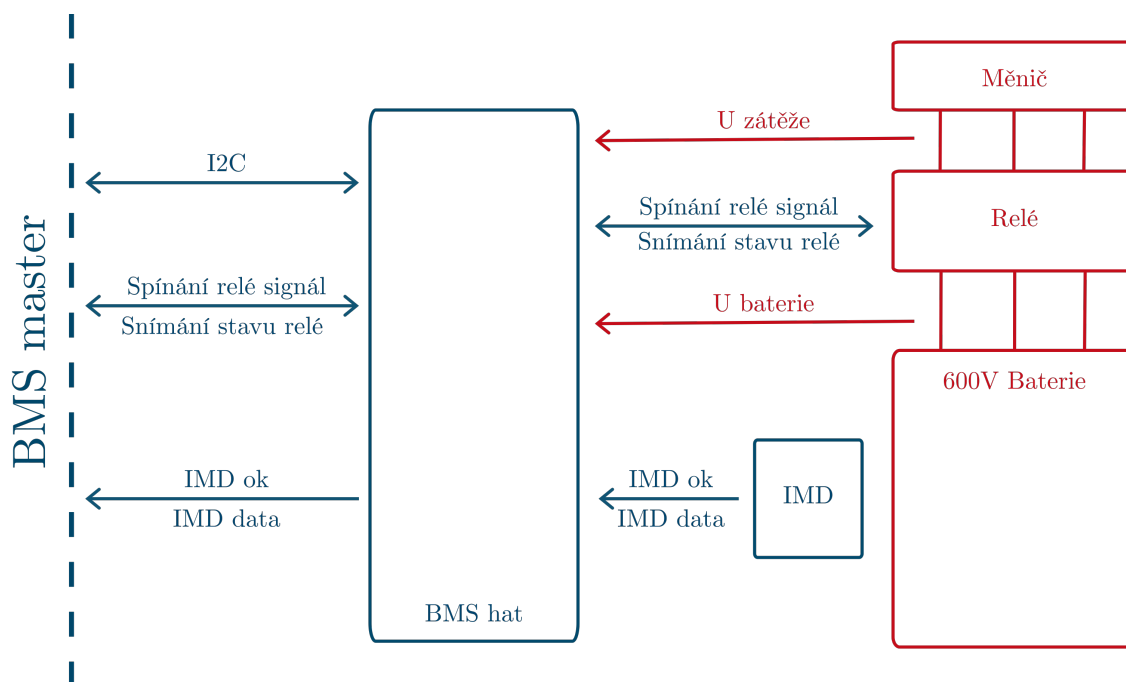 BMS master
I2C
Spínání relé signál
Snímání stavu relé
IMD ok
IMD data
BMS hat
U zátěže
Spínání relé signál
Snímání stavu relé
U baterie
IMD ok
IMD data
IMD
Měnič
Relé
600V Baterie